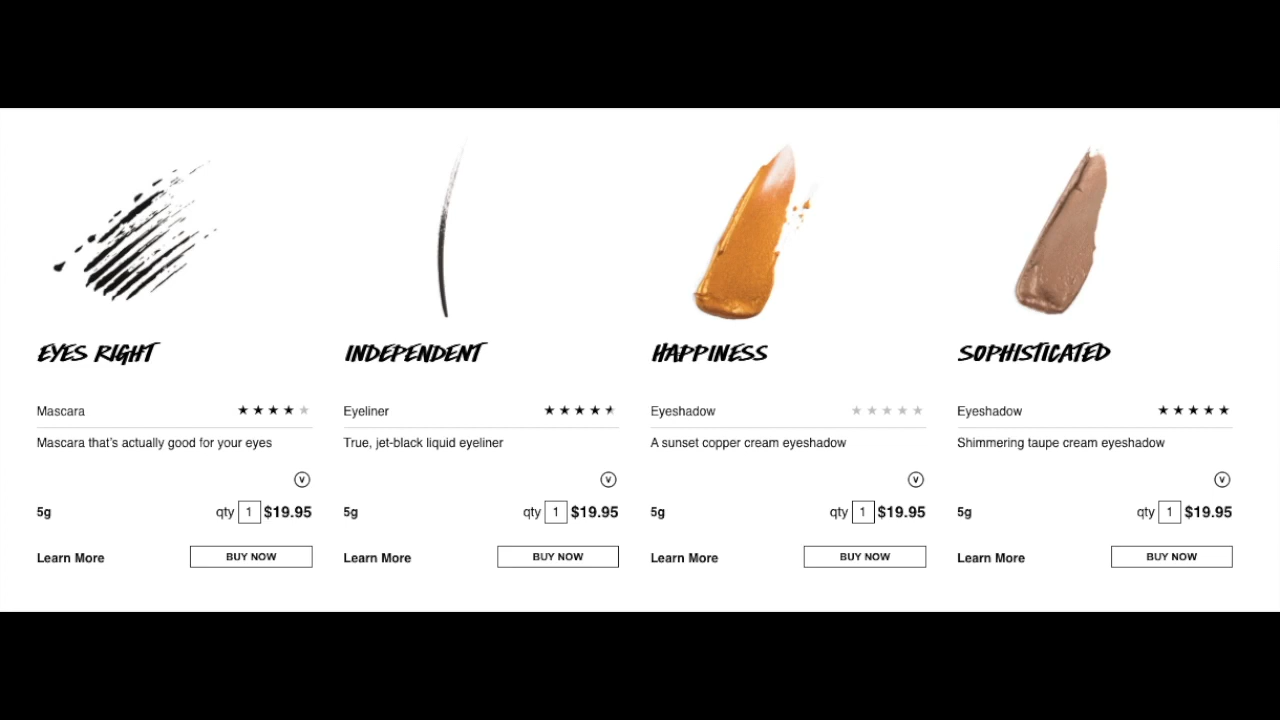 EYES RIGHT
Mascara
Mascara that's actually good for your eyes
V
5g
qty 1 $19.95
Learn More
BUY NOW
INDEPENDENT
Eyeliner
True, jet-black liquid eyeliner
V
5g
qty 1 $19.95
Learn More
BUY NOW
HAPPINESS
Eyeshadow
A sunset copper cream eyeshadow
V
5g
qty 1 $19.95
Learn More
BUY NOW
SOPHISTICATED
Eyeshadow
Shimmering taupe cream eyeshadow
V
5g
qty 1 $19.95
Learn More
BUY NOW